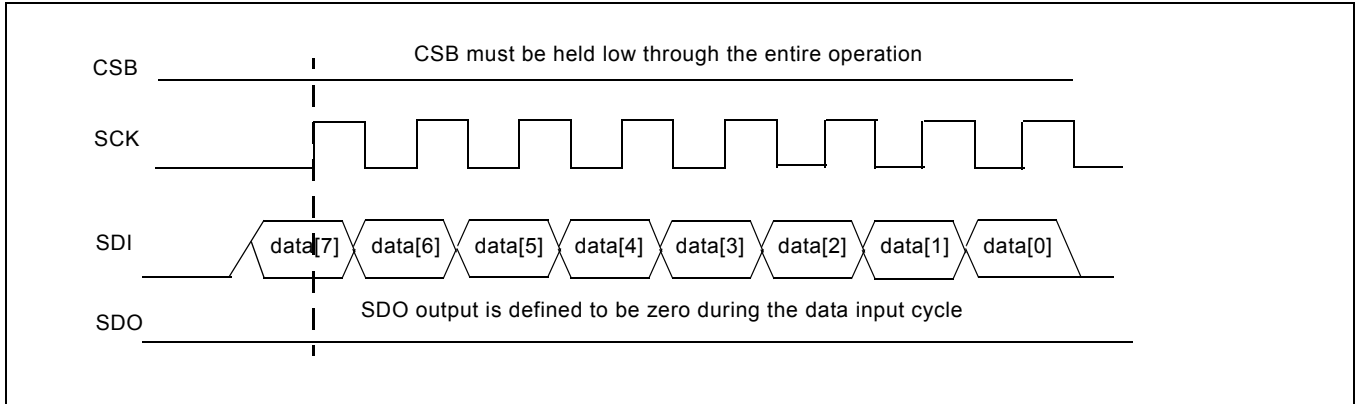 CSB must be held low through the entire operation
CSB
SCK
SDI
data[7] data[6] data[5] data[4] data[3] data[2] data[1] data[0]
SDO output is defined to be zero during the data input cycle
SDO